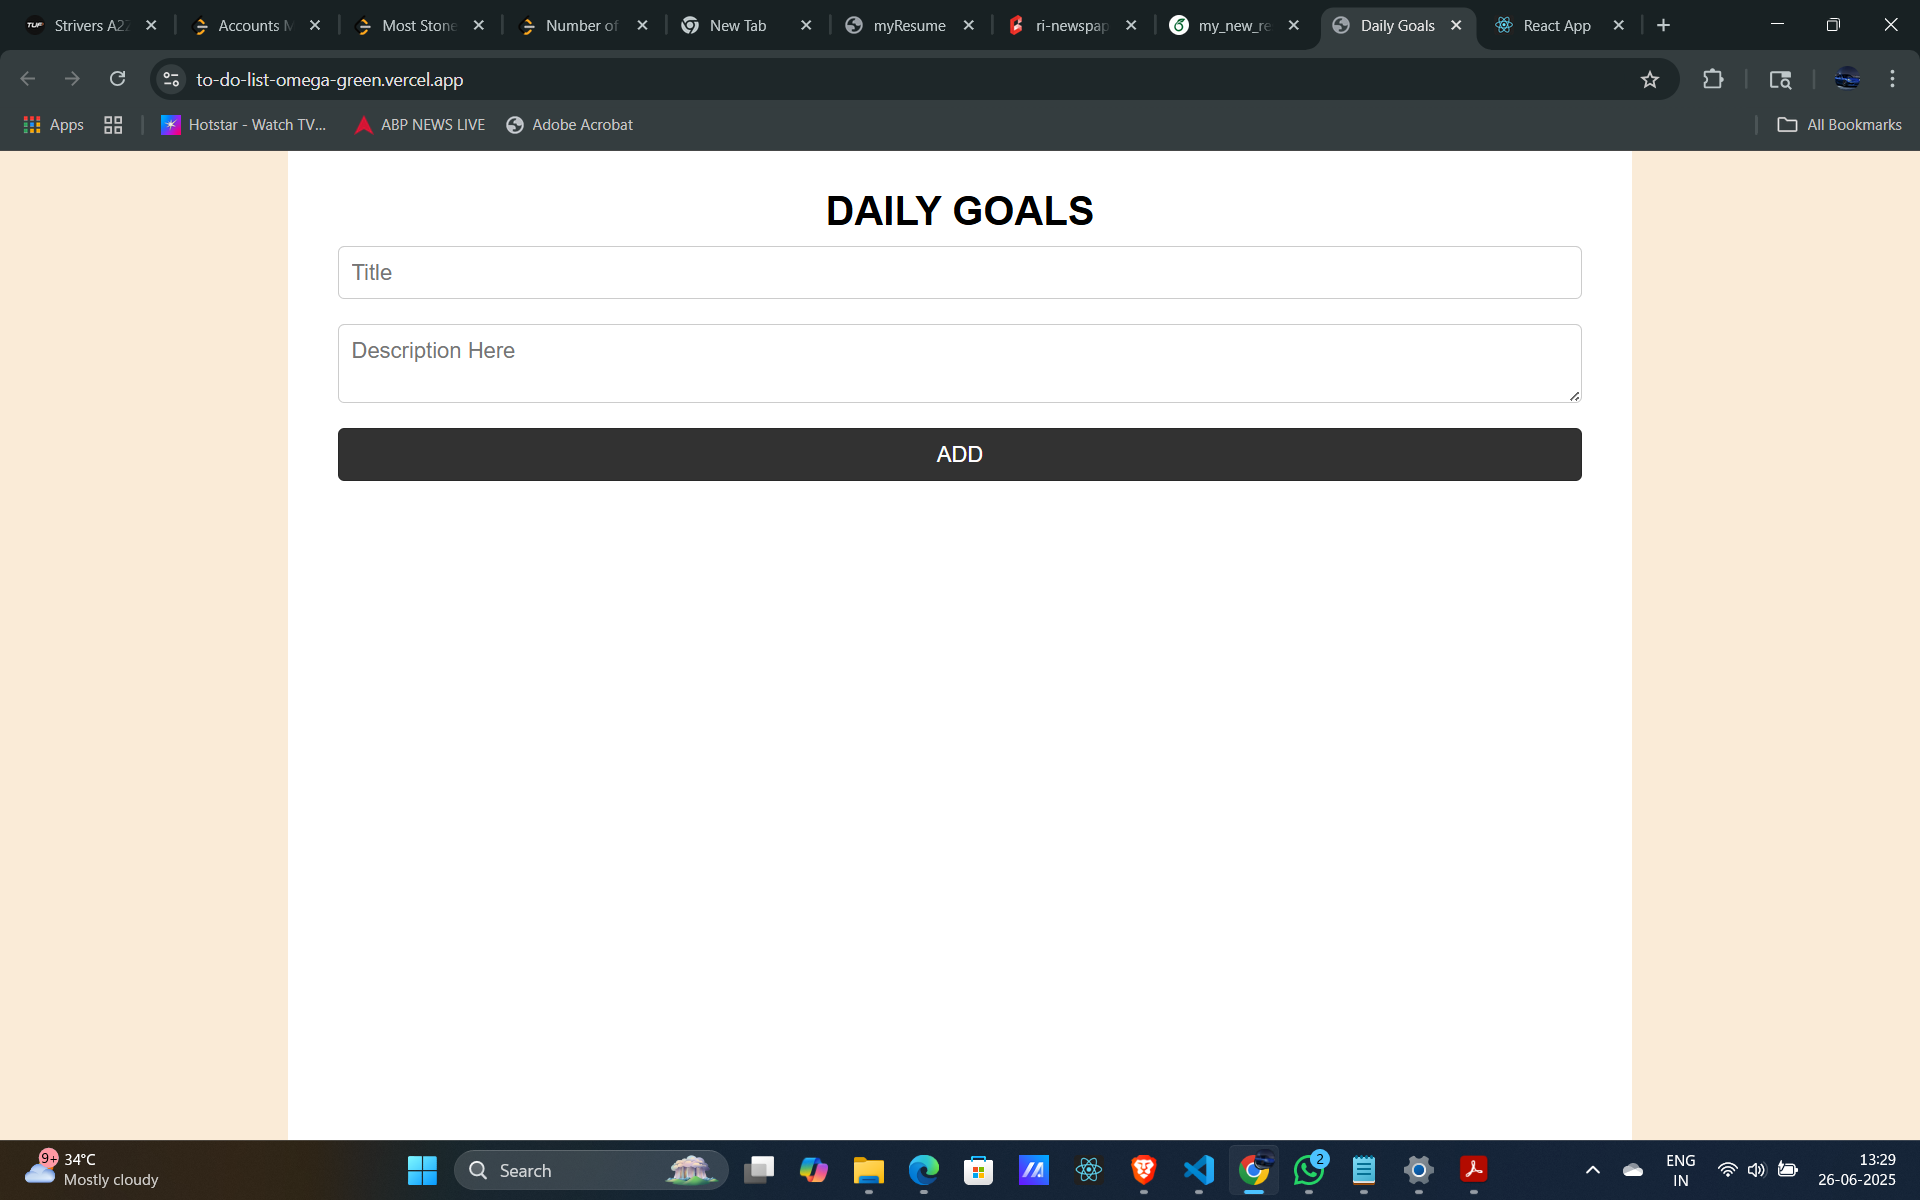 Strivers A2
Accounts M
Most Stone
Number of
New Tab
myResume
ri-newspap
my_new_re
Daily Goals
React App
to-do-list-omega-green.vercel.app
Apps
Hotstar - Watch TV...
ABP NEWS LIVE
Adobe Acrobat
All Bookmarks
DAILY GOALS
Title
Description Here
ADD
9+
34°C
Mostly cloudy
Search
2
ENG
IN
13:29
26-06-2025